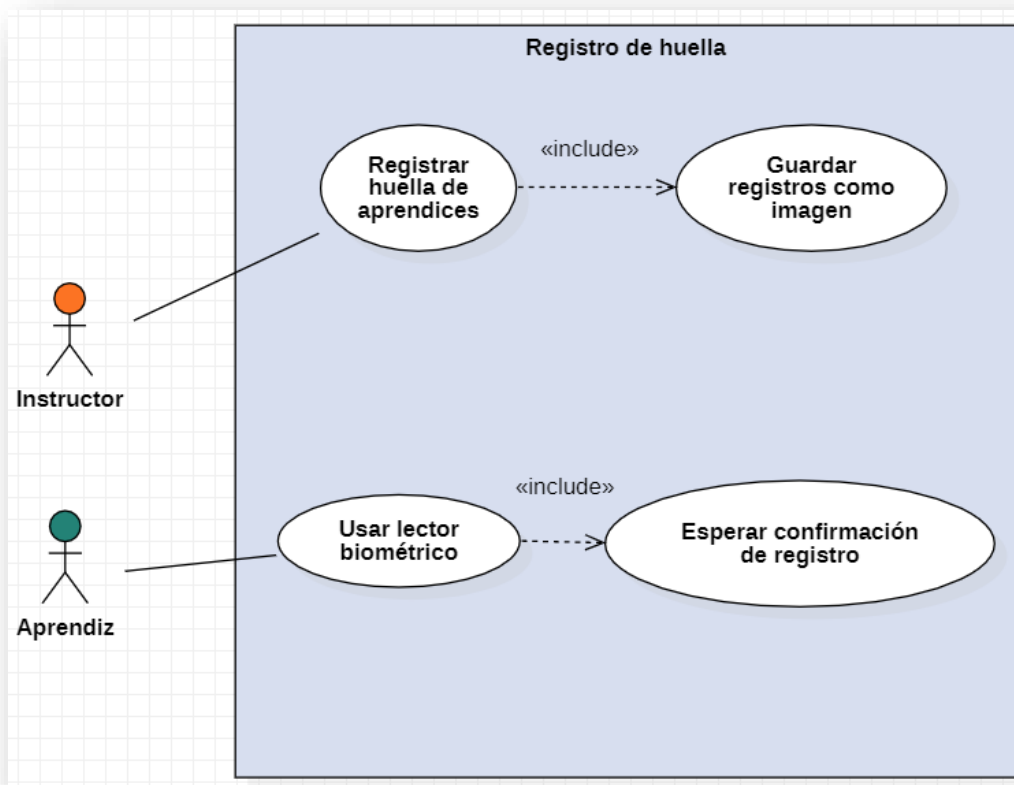 Registro de huella
Registrar
huella de
aprendices
«include»
Guardar
registros como
imagen
Instructor
Usar lector
biométrico
«include»
Esperar confirmación
de registro
Aprendiz